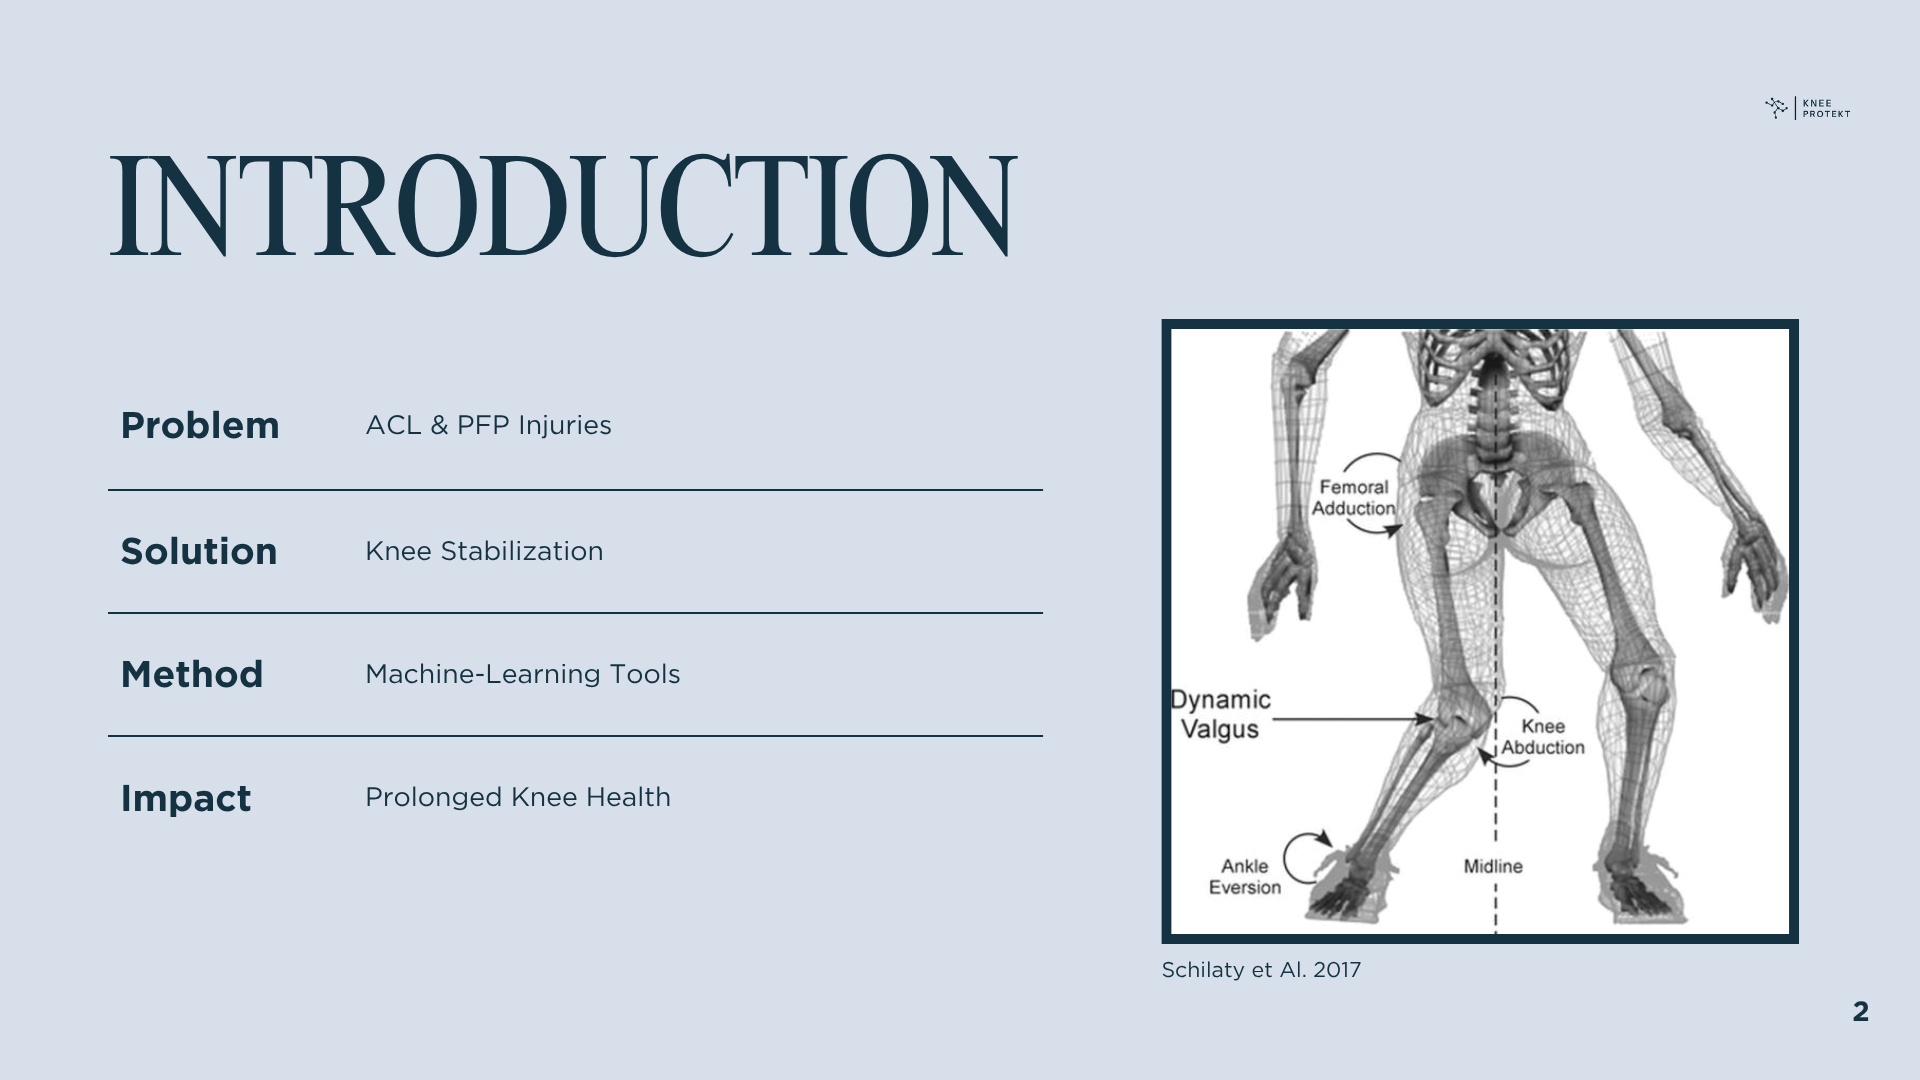 KNEE
PROTEKT
INTRODUCTION
Problem ACL & PFP Injuries
Solution Knee Stabilization
Method Machine-Learning Tools
Impact Prolonged Knee Health
Femoral
Adduction
Dynamic
Valgus
Knee
Abduction
Ankle
Eversion
Midline
Schilaty et Al. 2017
2